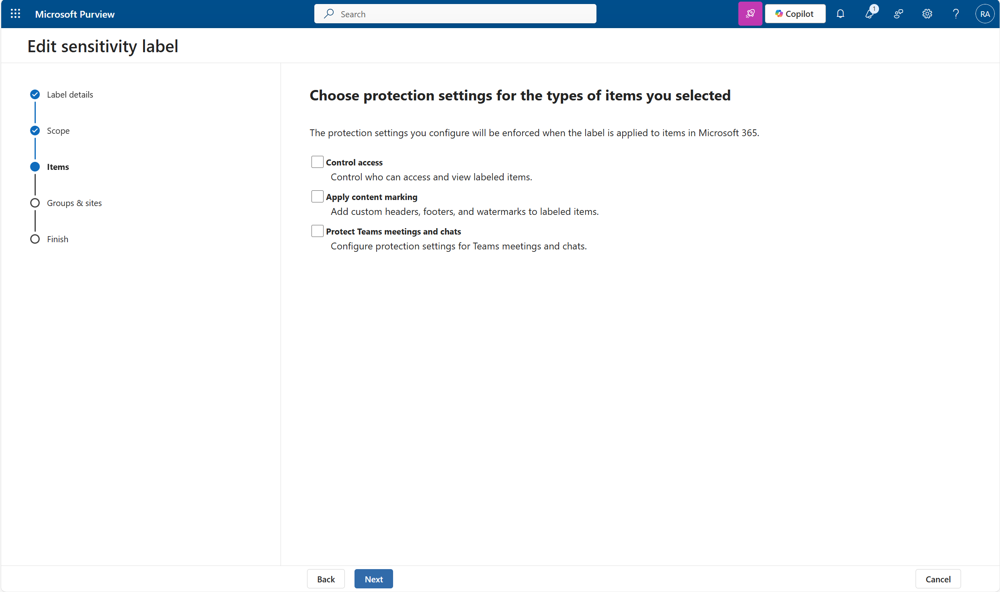 Microsoft Purview
Search
Copilot
1
RA
Edit sensitivity label
Label details
Scope
Items
Groups & sites
Finish
Choose protection settings for the types of items you selected
The protection settings you configure will be enforced when the label is applied to items in Microsoft 365.
Control access
Control who can access and view labeled items.
Apply content marking
Add custom headers, footers, and watermarks to labeled items.
Protect Teams meetings and chats
Configure protection settings for Teams meetings and chats.
Back
Next
Cancel